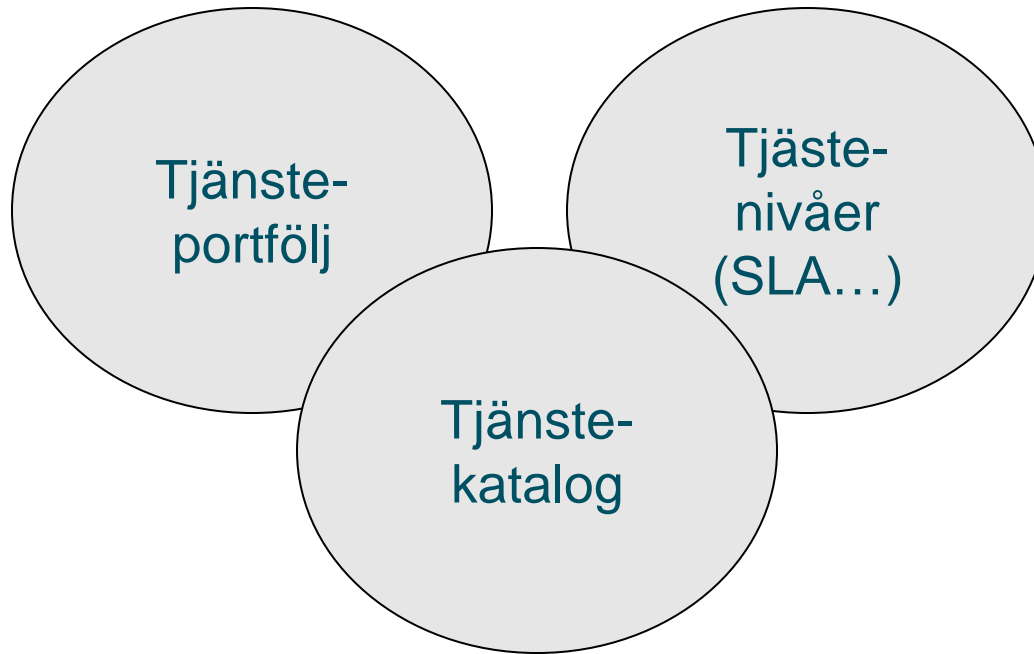 Tjänste-
portfölj
Tjäste-
nivåer
(SLA…)
Tjänste-
katalog